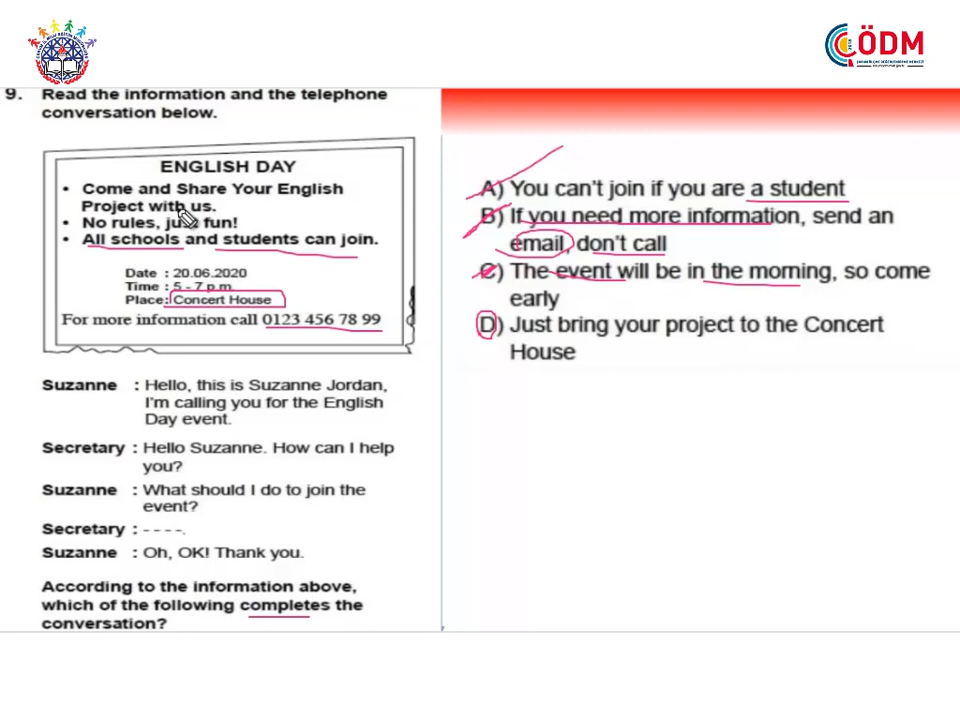 ÖDM
9. Read the information and the telephone
conversation below.
ENGLISH DAY
• Come and Share Your English
Project with us.
• No rules, just fun!
• All schools and students can join.
Date : 20.06.2020
Time : 5 - 7 p.m.
Place: Concert House
For more information call 0123 456 78 99
Suzanne : Hello, this is Suzanne Jordan,
I'm calling you for the English
Day event.
Secretary : Hello Suzanne. How can I help
you?
Suzanne : What should I do to join the
event?
Secretary : - - - -.
Suzanne : Oh, OK! Thank you.
According to the information above,
which of the following completes the
conversation?
A) You can't join if you are a student
B) If you need more information, send an
email, don't call
C) The event will be in the morning, so come
early
D) Just bring your project to the Concert
House